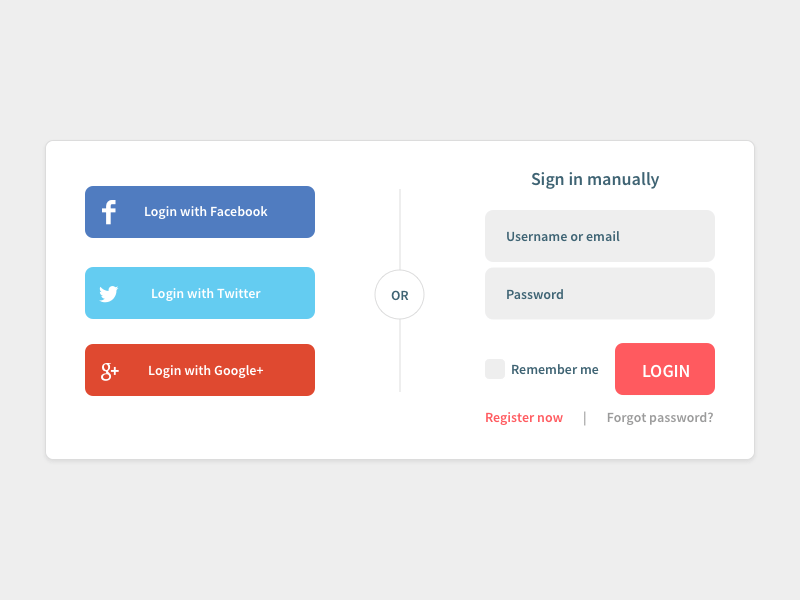 Login with Facebook
Login with Twitter
Login with Google+
OR
Sign in manually
Username or email
Password
Remember me
LOGIN
Register now | Forgot password?